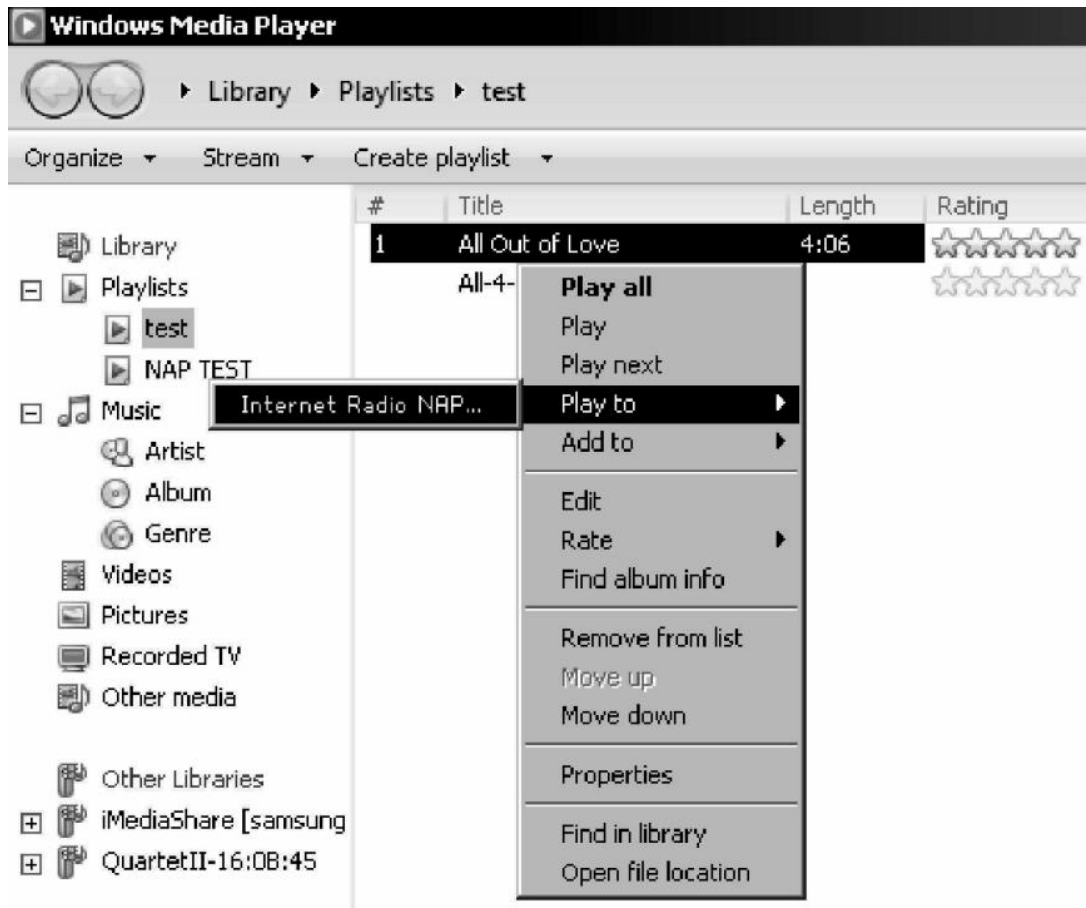 Windows Media Player
Library Playlists test
Organize Stream Create playlist
# Title Length Rating
1 All Out of Love 4:06
All-4-
Library
Playlists
test
NAP TEST
Music
Artist
Album
Genre
Videos
Pictures
Recorded TV
Other media
Other Libraries
iMediaShare [samsung
QuartetII-16:0B:45
Play all
Play
Play next
Play to
Internet Radio NAP...
Add to
Edit
Rate
Find album info
Remove from list
Move up
Move down
Properties
Find in library
Open file location